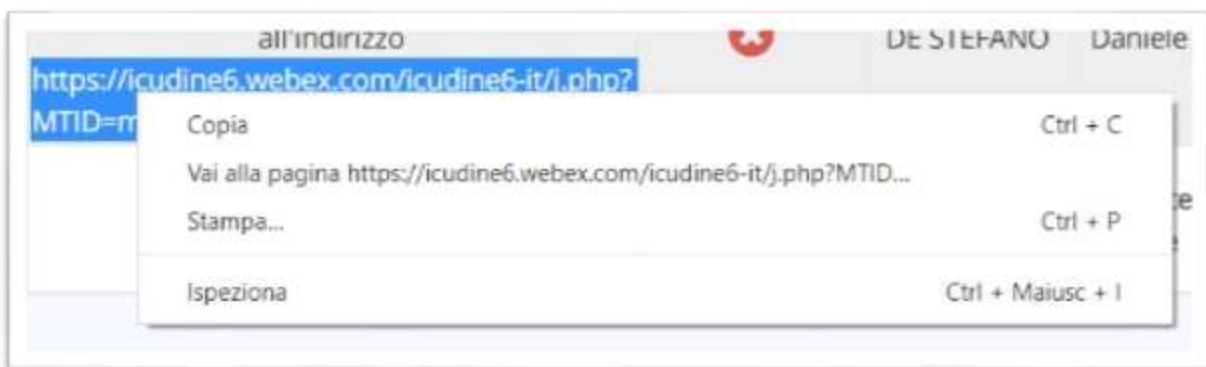 all'indirizzo DE STEFANO Daniele
https://icudine6.webex.com/icudine6-it/j.php?
MTID=m
Copia Ctrl + C
Vai alla pagina https://icudine6.webex.com/icudine6-it/j.php?MTID...
Stampa... Ctrl + P
Ispeziona Ctrl + Maiusc + I